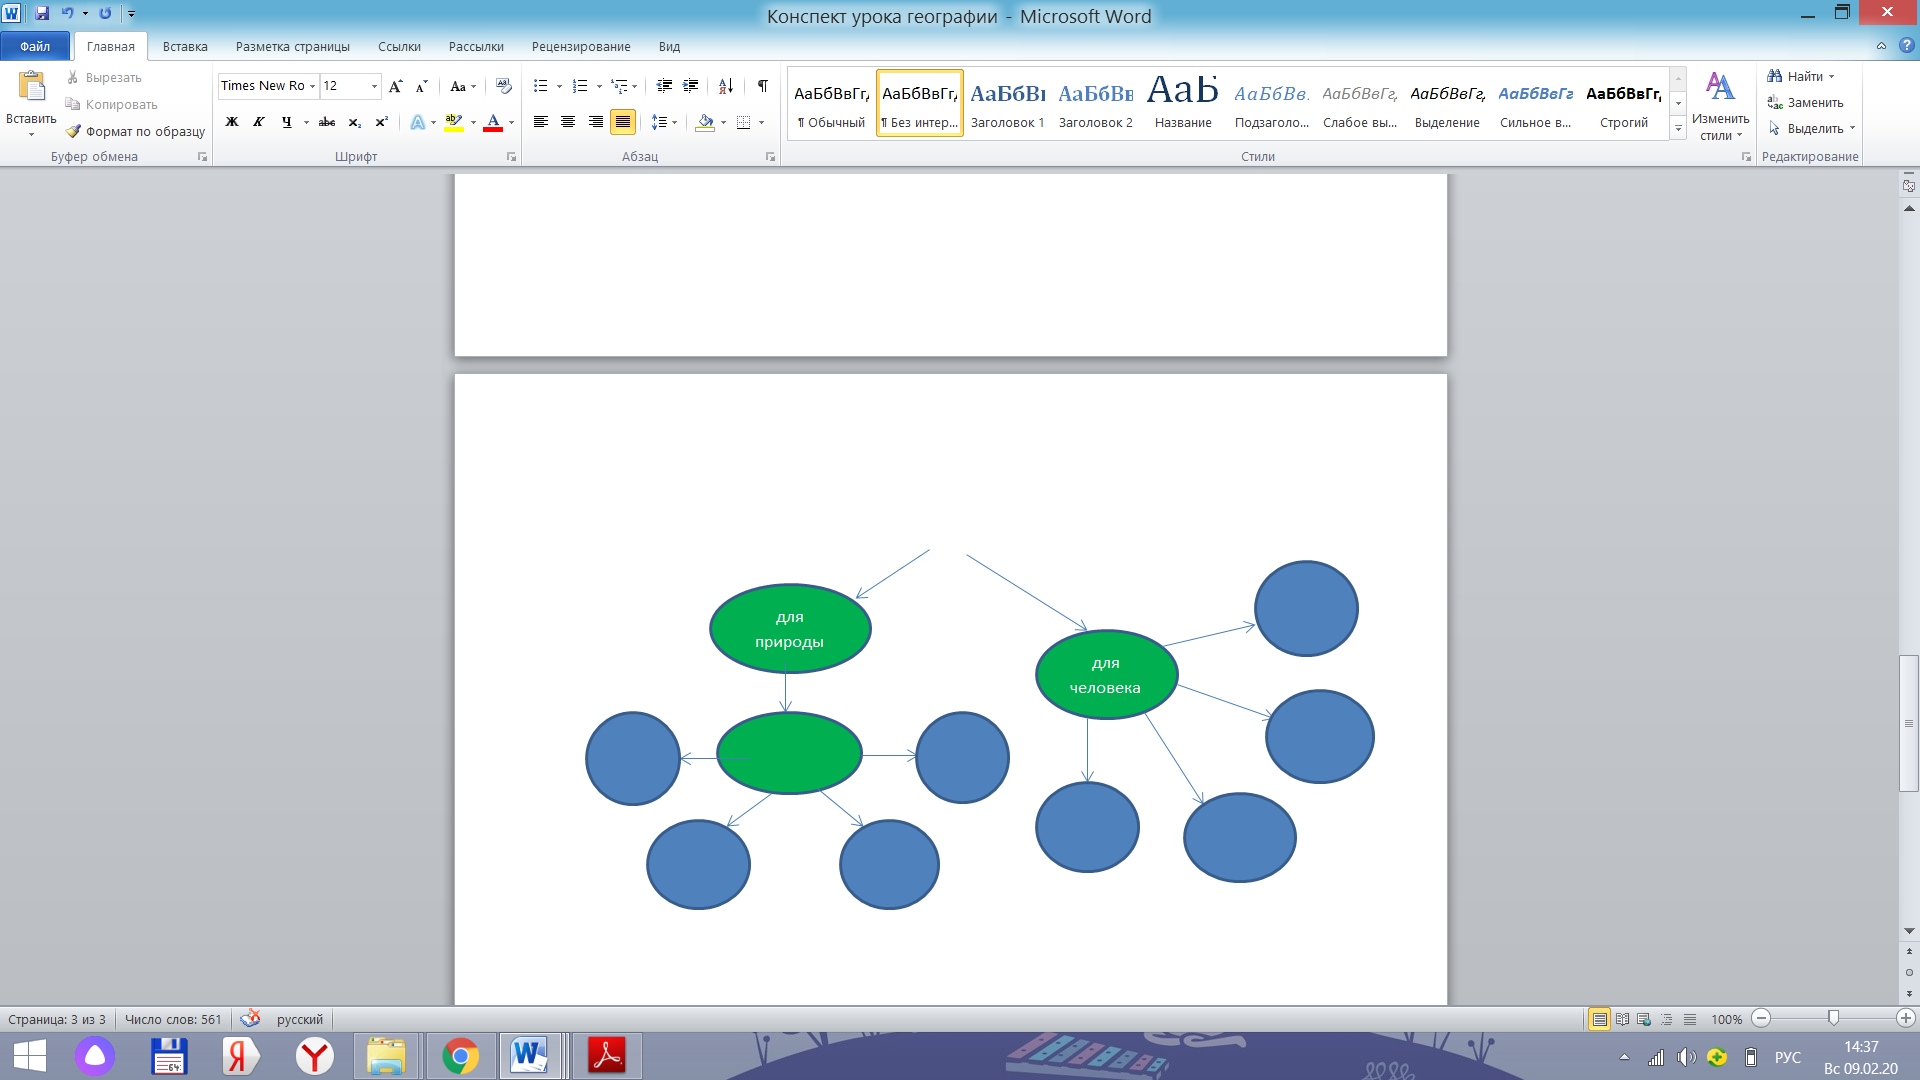 Конспект урока географии - Microsoft Word
Файл
Главная
Вставка
Разметка страницы
Ссылки
Рассылки
Рецензирование
Вид
Вставить
Вырезать
Копировать
Формат по образцу
Буфер обмена
Times New Ro
12
Шрифт
Абзац
АаБбВвГг,
¶ Обычный
АаБбВвГг,
¶ Без интер...
АаБбВı
Заголовок 1
АаБбВв
Заголовок 2
АаБ
Название
АаБбВв.
Подзаголо...
АаБбВвГг,
Слабое вы...
АаБбВвГг,
Выделение
АаБбВвГг
Сильное в...
АаБбВвГг,
Строгий
Изменить
стили
Стили
Найти
Заменить
Выделить
Редактирование
для
природы
для
человека
Страница: 3 из 3
Число слов: 561
русский
100%
РУС
14:37
Вс 09.02.20